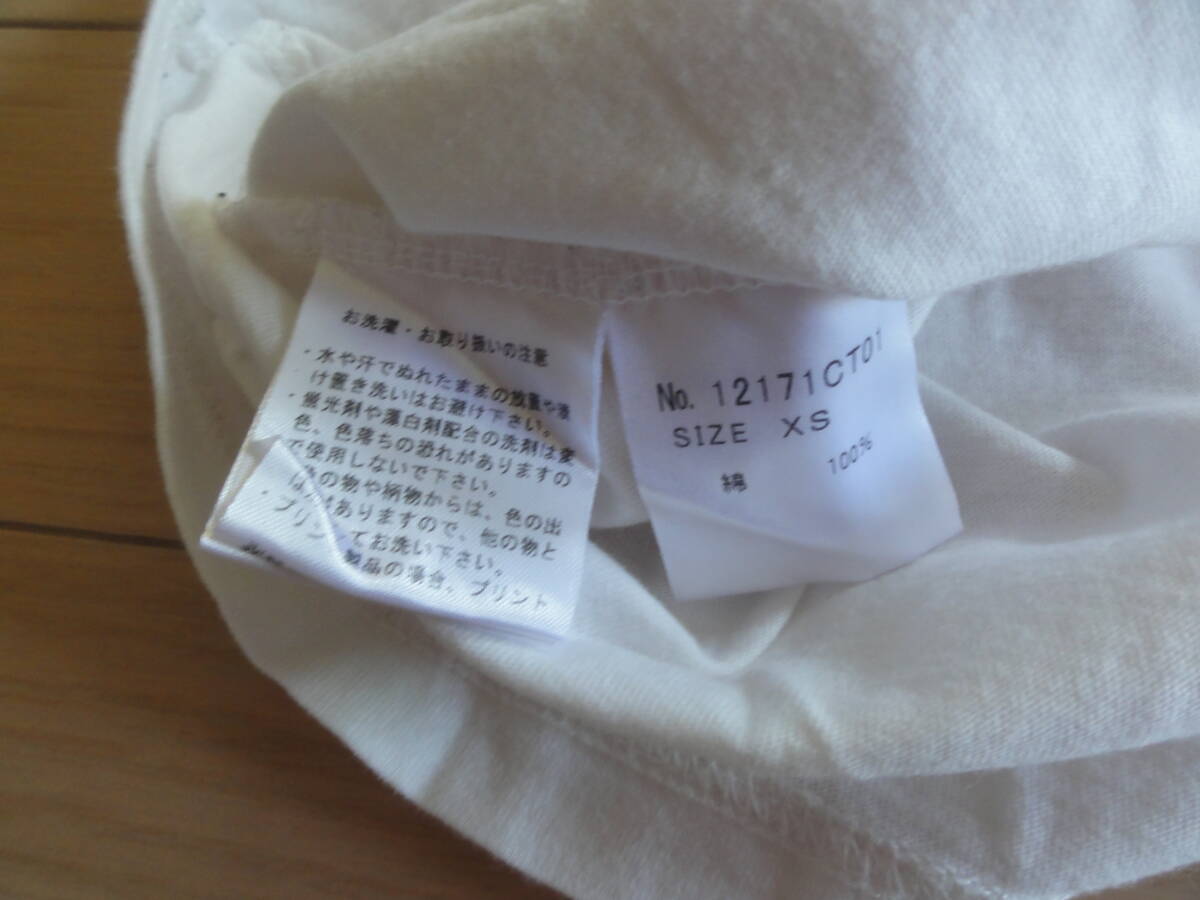 お洗濯・お取り扱いの注意
・水や汗でぬれたままの放置や浸
け置き洗いはお避け下さい。
・蛍光剤や漂白剤配合の洗剤は変
色、色落ちの恐れがありますの
で使用しないで下さい。
の物や柄物からは、色の出
がありますので、他の物と
てお洗い下さい。
プリン
製品の場合、プリント
No. 12171CT01
SIZE XS
綿 100%